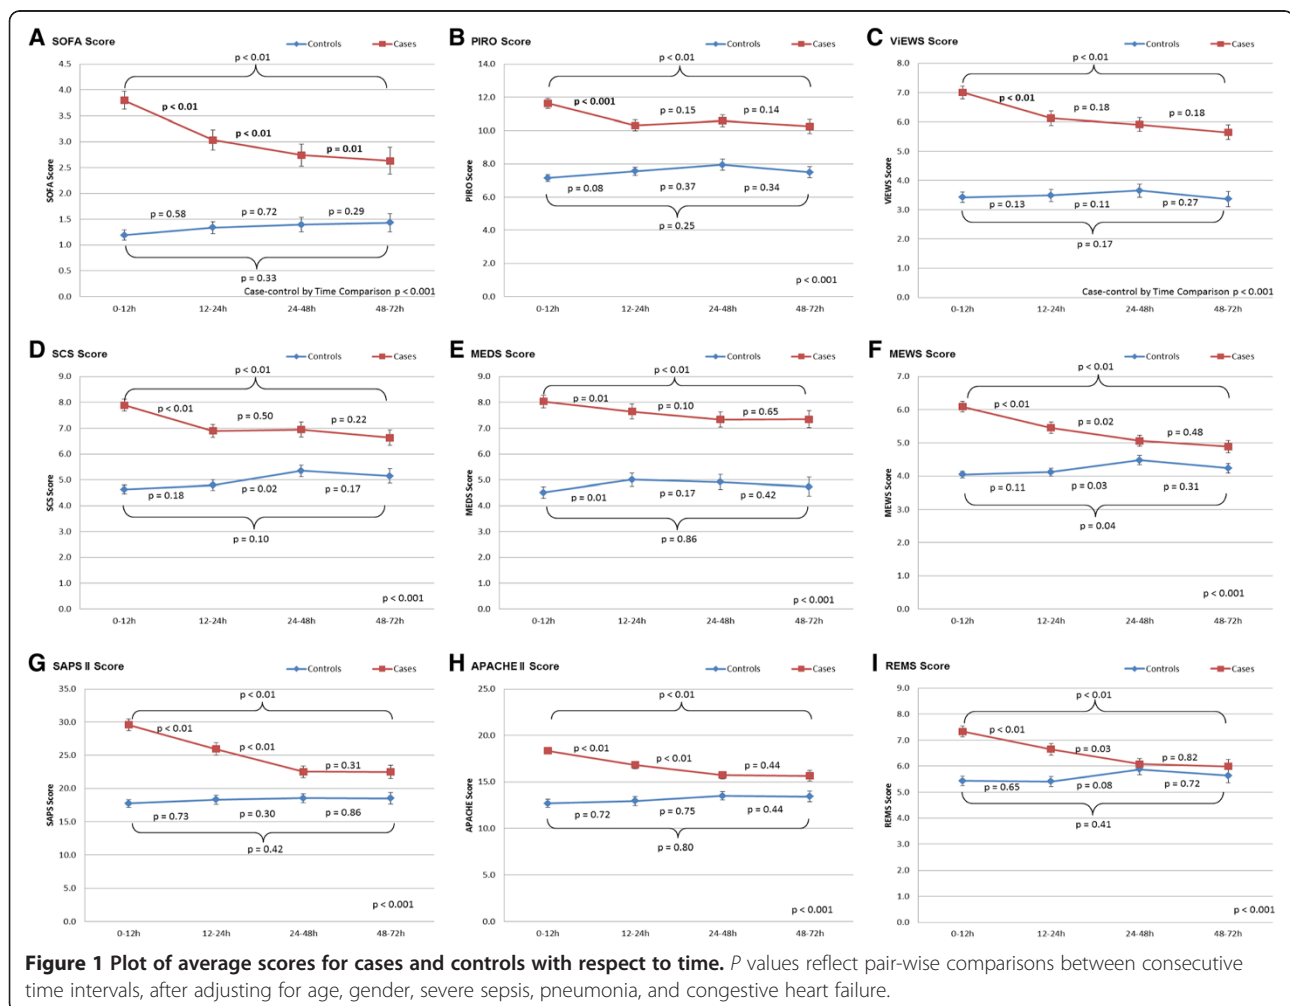 A SOFA Score
Controls Cases
p < 0.01
4.5
4.0
3.5
3.0
2.5
2.0
1.5
1.0
0.5
0.0
SOFA Score
p < 0.01
p < 0.01
p = 0.01
p = 0.58 p = 0.72 p = 0.29
p = 0.33
Case-control by Time Comparison p < 0.001
0-12h 12-24h 24-48h 48-72h
B PIRO Score
Controls Cases
p < 0.01
14.0
12.0
10.0
8.0
6.0
4.0
2.0
0.0
PIRO Score
p < 0.001
p = 0.15 p = 0.14
p = 0.08 p = 0.37 p = 0.34
p = 0.25
p < 0.001
0-12h 12-24h 24-48h 48-72h
C ViEWS Score
Controls Cases
p < 0.01
8.0
7.0
6.0
5.0
4.0
3.0
2.0
1.0
0.0
ViEWS Score
p < 0.01
p = 0.18 p = 0.18
p = 0.13 p = 0.11 p = 0.27
p = 0.17
Case-control by Time Comparison p < 0.001
0-12h 12-24h 24-48h 48-72h
D SCS Score
Controls Cases
p < 0.01
9.0
8.0
7.0
6.0
5.0
4.0
3.0
2.0
1.0
0.0
SCS Score
p < 0.01 p = 0.50 p = 0.22
p = 0.18 p = 0.02 p = 0.17
p = 0.10
p < 0.001
0-12h 12-24h 24-48h 48-72h
E MEDS Score
Controls Cases
p < 0.01
9.0
8.0
7.0
6.0
5.0
4.0
3.0
2.0
1.0
0.0
MEDS Score
p = 0.01 p = 0.10 p = 0.65
p = 0.01 p = 0.17 p = 0.42
p = 0.86
p < 0.001
0-12h 12-24h 24-48h 48-72h
F MEWS Score
Controls Cases
p < 0.01
7.0
6.0
5.0
4.0
3.0
2.0
1.0
0.0
MEWS Score
p < 0.01 p = 0.02 p = 0.48
p = 0.11 p = 0.03 p = 0.31
p = 0.04
p < 0.001
0-12h 12-24h 24-48h 48-72h
G SAPS II Score
Controls Cases
p < 0.01
35.0
30.0
25.0
20.0
15.0
10.0
5.0
0.0
SAPS Score
p < 0.01
p < 0.01
p = 0.31
p = 0.73 p = 0.30 p = 0.86
p = 0.42
p < 0.001
0-12h 12-24h 24-48h 48-72h
H APACHE II Score
Controls Cases
p < 0.01
25.0
20.0
15.0
10.0
5.0
0.0
APACHE Score
p < 0.01 p < 0.01 p = 0.44
p = 0.72 p = 0.75 p = 0.44
p = 0.80
p < 0.001
0-12h 12-24h 24-48h 48-72h
I REMS Score
Controls Cases
p < 0.01
9.0
8.0
7.0
6.0
5.0
4.0
3.0
2.0
1.0
0.0
REMS Score
p < 0.01 p = 0.03 p = 0.82
p = 0.65 p = 0.08 p = 0.72
p = 0.41
p < 0.001
0-12h 12-24h 24-48h 48-72h
Figure 1 Plot of average scores for cases and controls with respect to time. P values reflect pair-wise comparisons between consecutive
time intervals, after adjusting for age, gender, severe sepsis, pneumonia, and congestive heart failure.